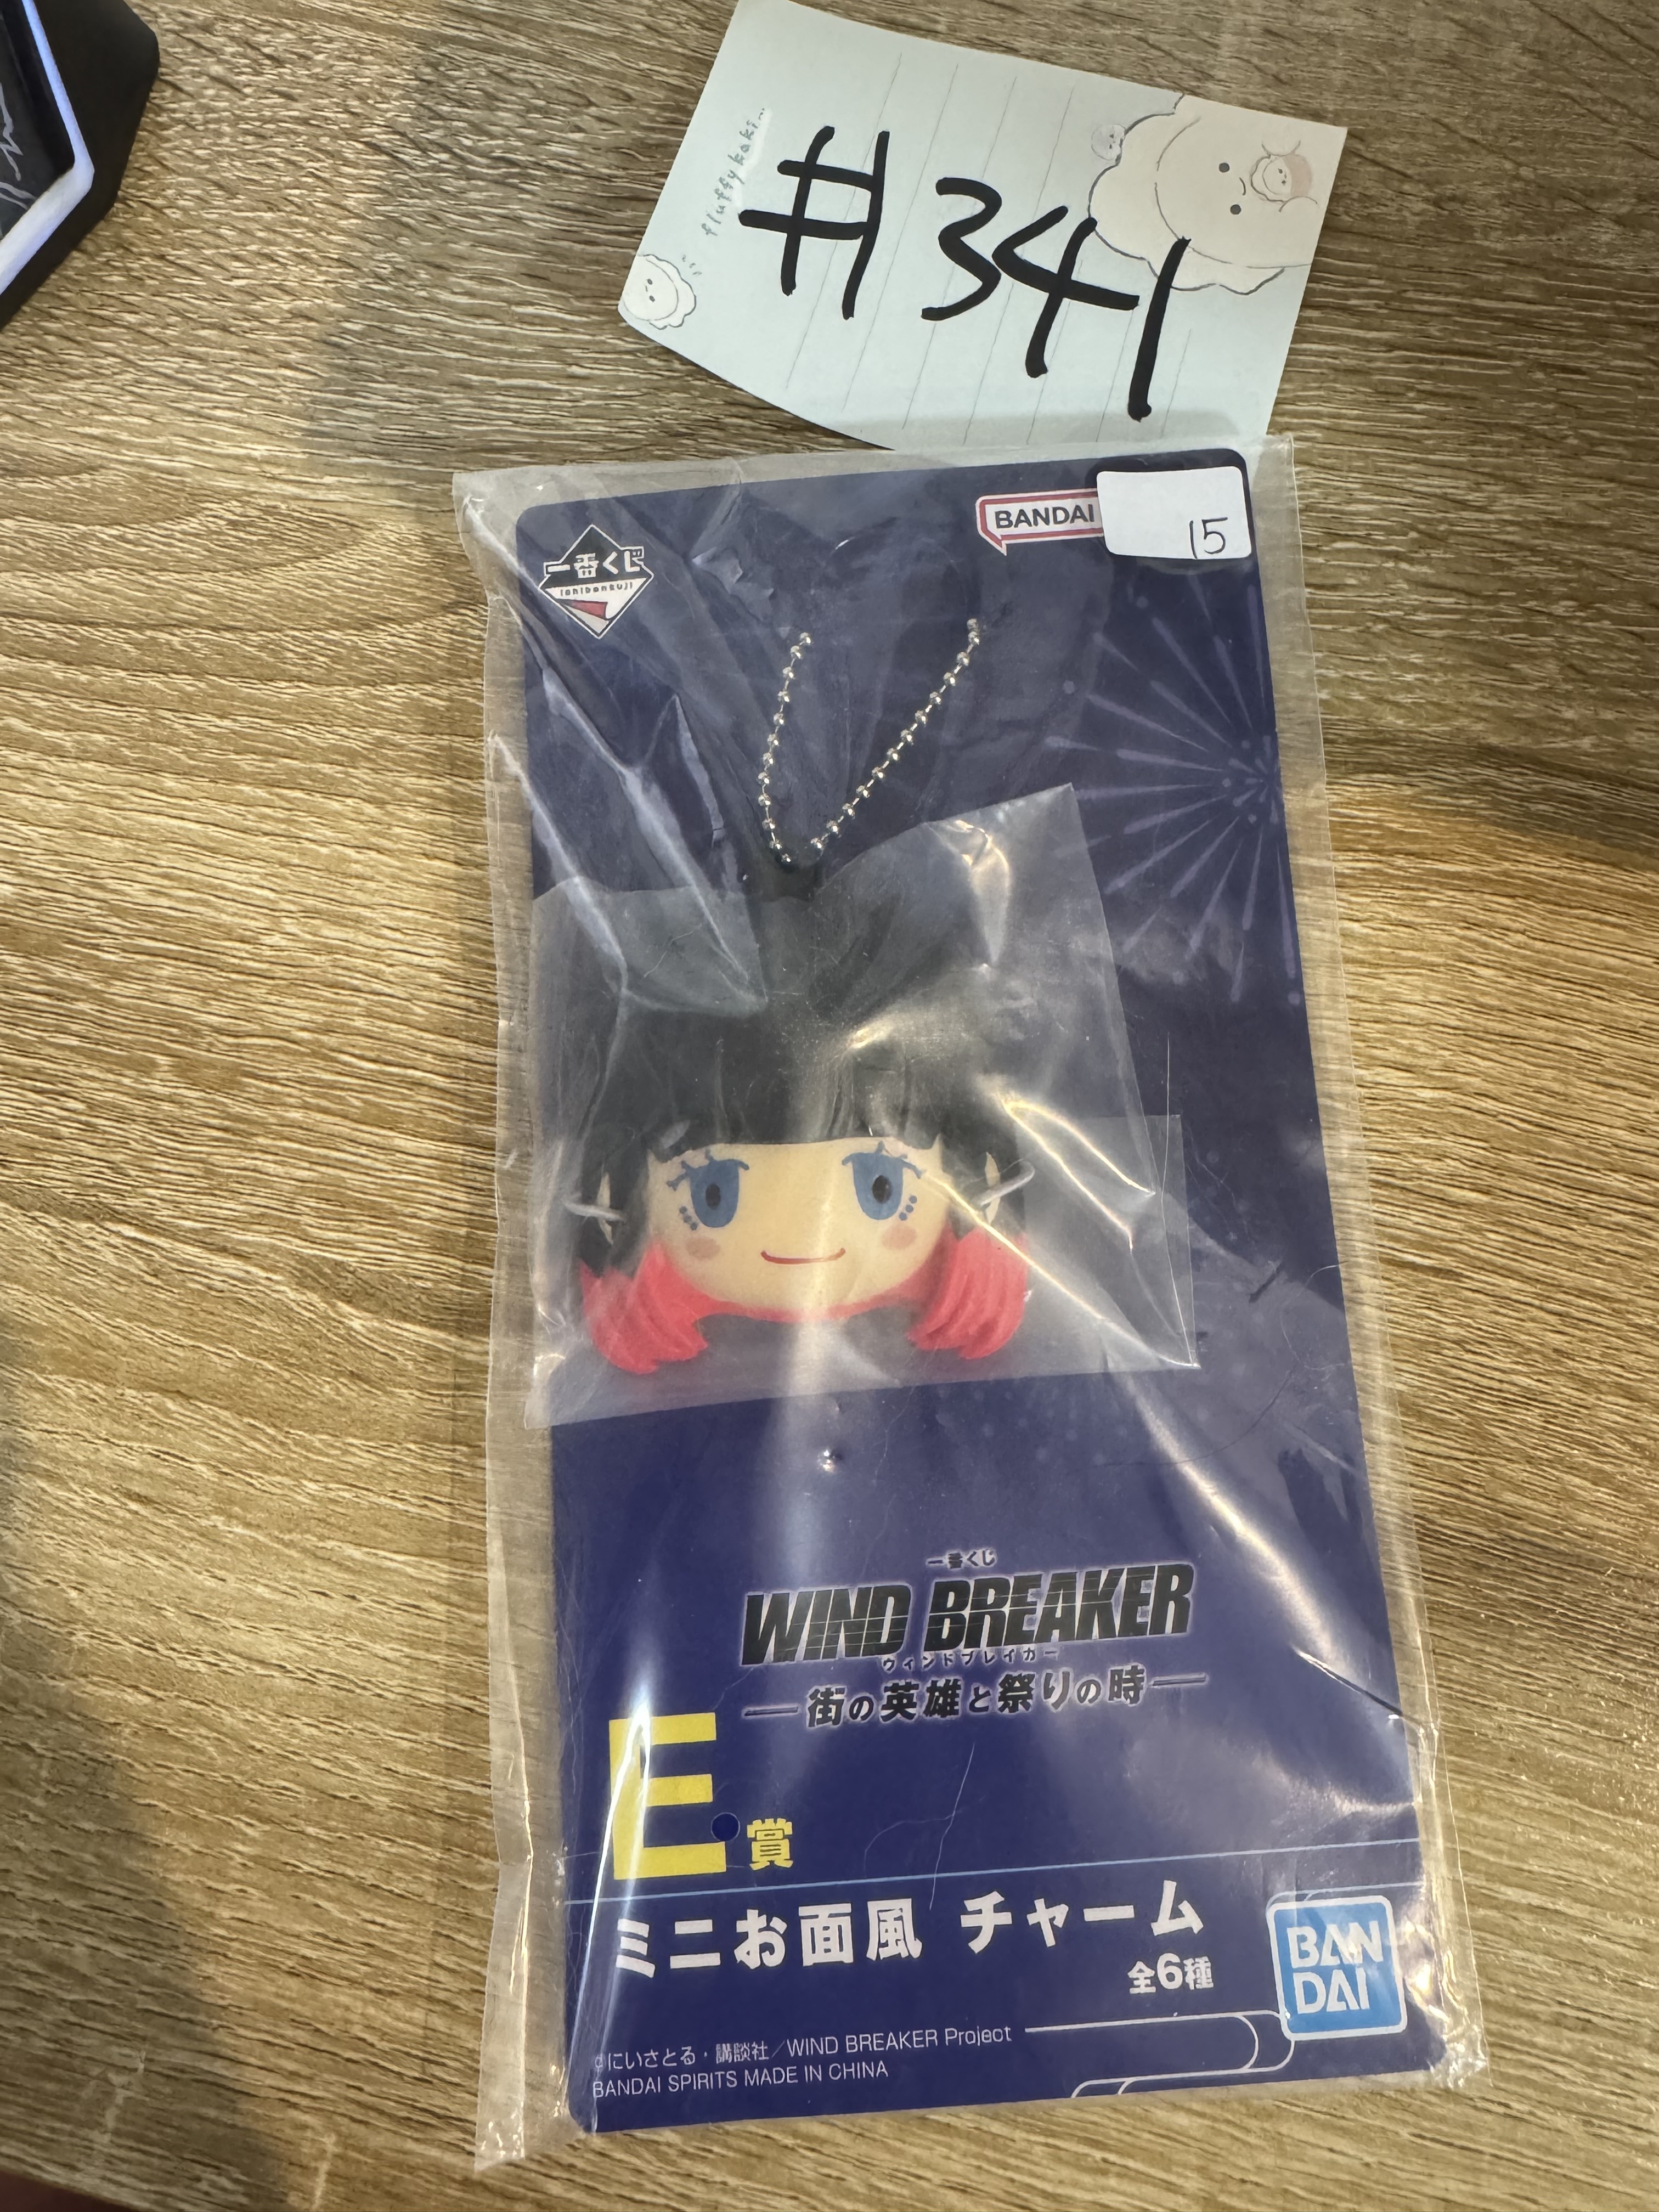 fluffy kaki...
#341
BANDAI
15
一番くじ
ichibankuji
一番くじ
WIND BREAKER
ウィンドブレイカー
街の英雄と祭りの時
E賞
ミニお面風 チャーム
全6種
BAN
DAI
©にいさとる・講談社／WIND BREAKER Project
BANDAI SPIRITS MADE IN CHINA